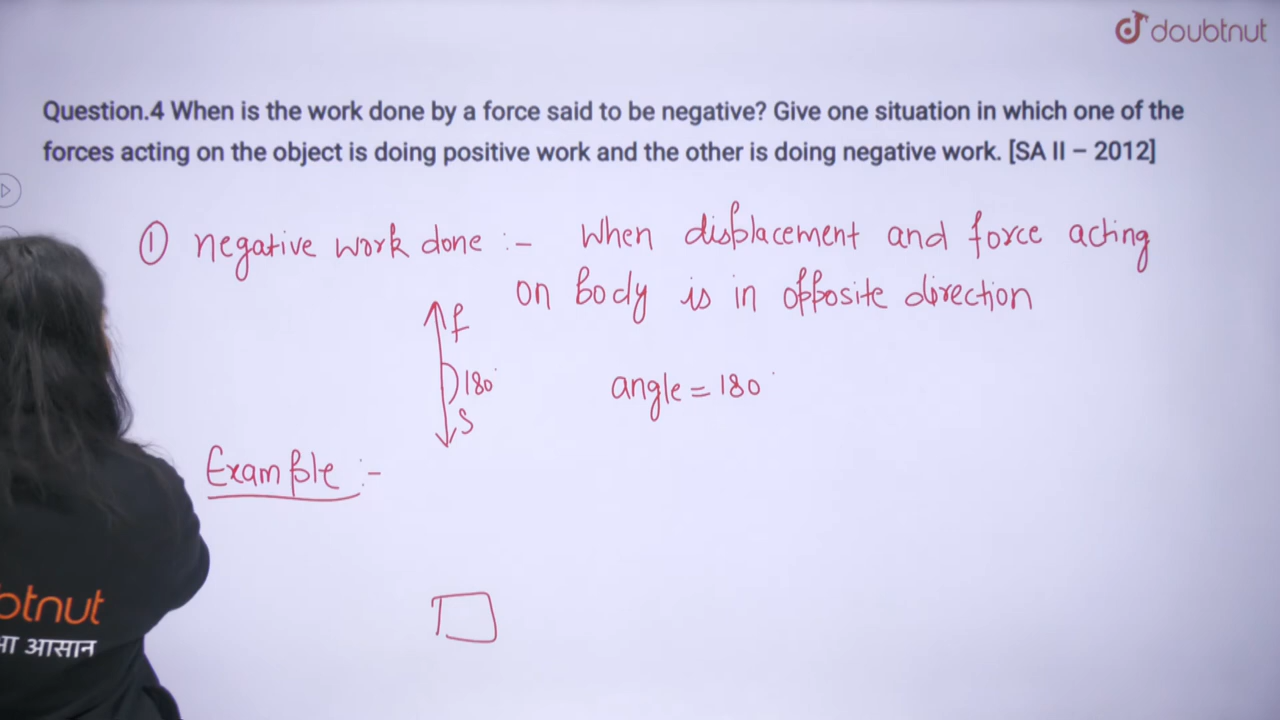 doubtnut
Question.4 When is the work done by a force said to be negative? Give one situation in which one of the
forces acting on the object is doing positive work and the other is doing negative work. [SA II – 2012]
① negative work done :- When displacement and force acting
on body is in opposite direction
f
180°
S
angle = 180°
Example :-
btnut
आसान